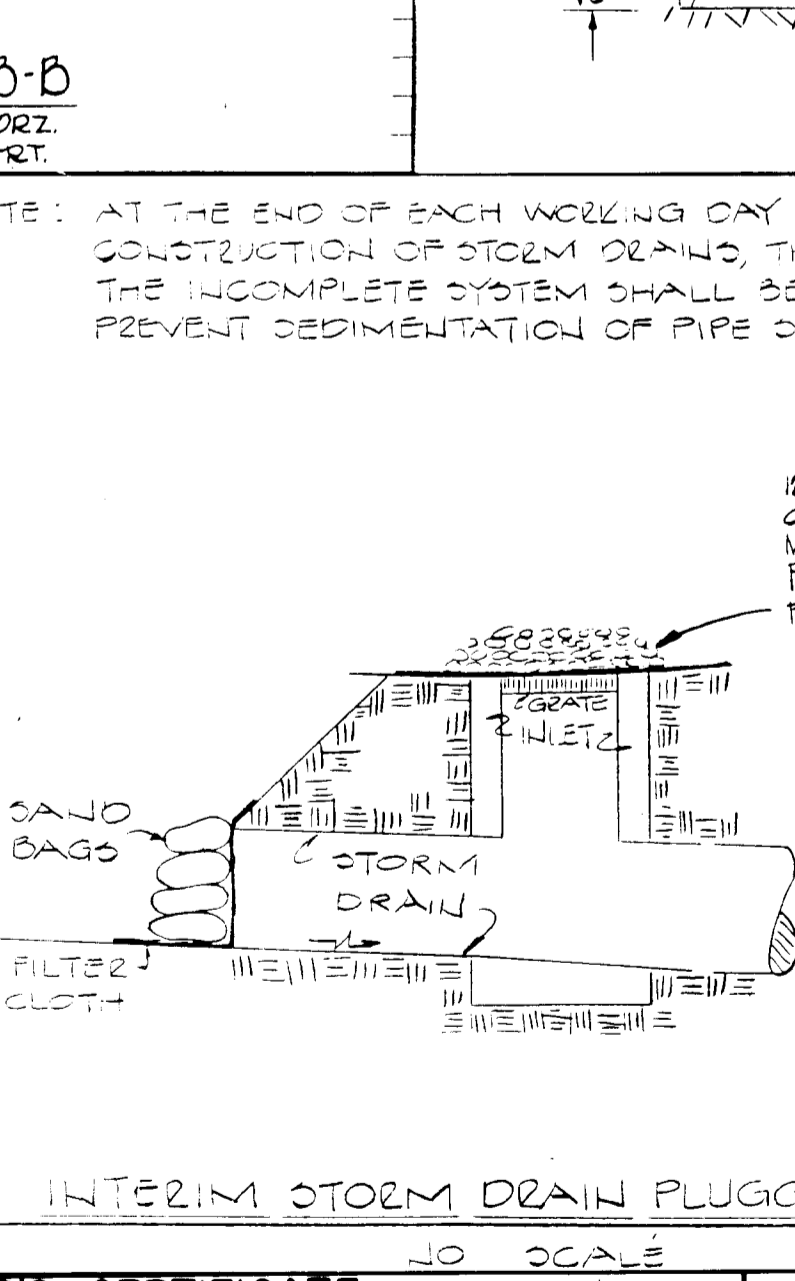 B-B
ORZ.
RT.
TE: AT THE END OF EACH WORKING DAY
CONSTRUCTION OF STORM DRAINS, TH
THE INCOMPLETE SYSTEM SHALL BE
PREVENT SEDIMENTATION OF PIPE S
GRATE
INLET
SAND
BAGS
STORM
DRAIN
FILTER
CLOTH
INTERIM STORM DRAIN PLUGG
NO SCALE